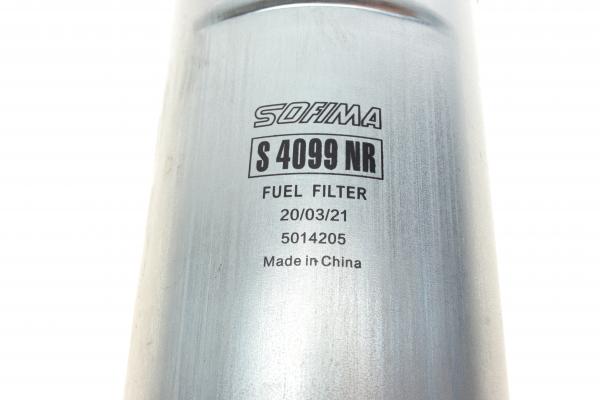 SOFIMA
S 4099 NR
FUEL FILTER
20/03/21
5014205
Made in China